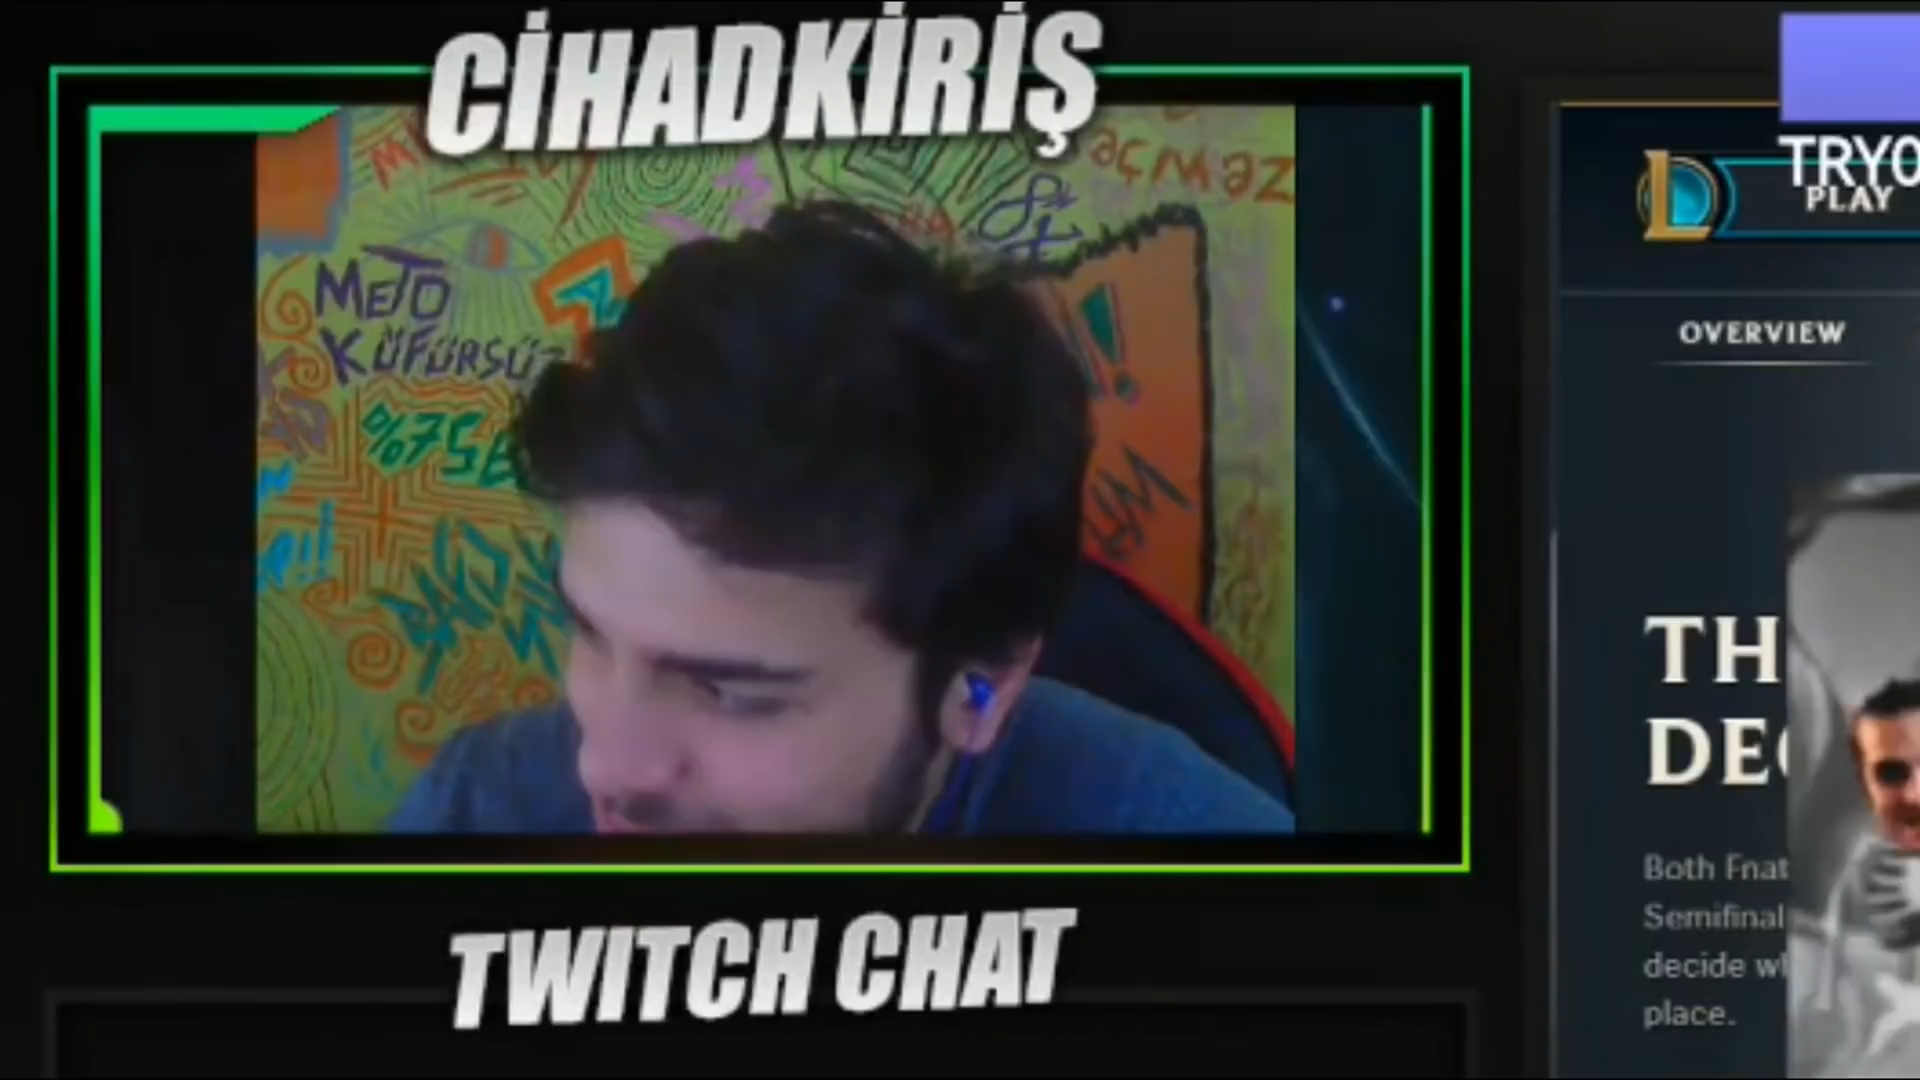 CİHADKİRİŞ
açmaz
METO
KÜFÜRSÜZ
%75
TRYO
PLAY
OVERVIEW
TH
DE
Both Fnat
Semifinal
decide wh
place.
TWITCH CHAT